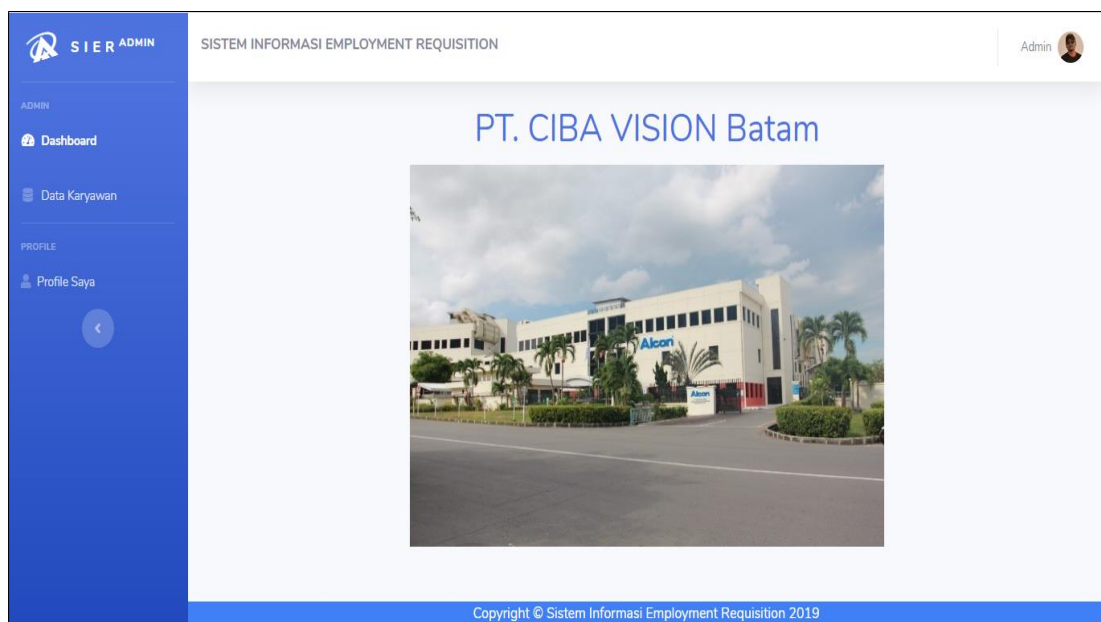 SIER ADMIN
SISTEM INFORMASI EMPLOYMENT REQUISITION
Admin
ADMIN
Dashboard
Data Karyawan
PROFILE
Profile Saya
PT. CIBA VISION Batam
Alcon
Alcon
Copyright © Sistem Informasi Employment Requisition 2019